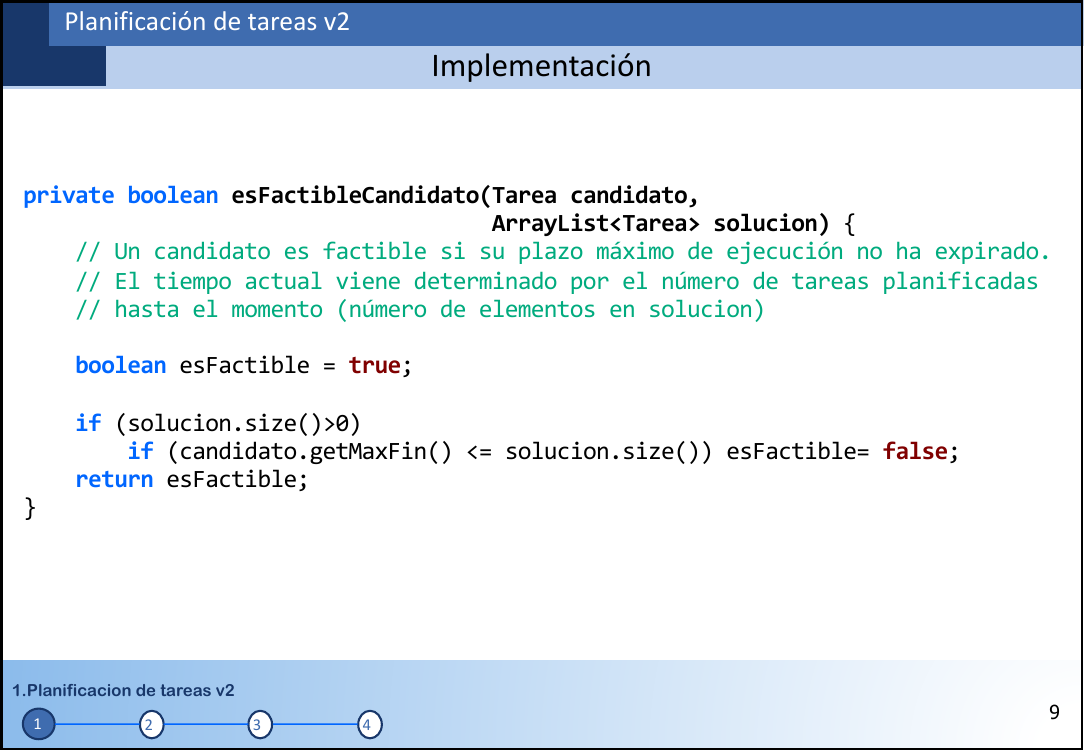 Planificación de tareas v2
Implementación
private boolean esFactibleCandidato(Tarea candidato,
ArrayList<Tarea> solucion) {
// Un candidato es factible si su plazo máximo de ejecución no ha expirado.
// El tiempo actual viene determinado por el número de tareas planificadas
// hasta el momento (número de elementos en solucion)
boolean esFactible = true;
if (solucion.size()>0)
if (candidato.getMaxFin() <= solucion.size()) esFactible= false;
return esFactible;
}
1.Planificacion de tareas v2
1 2 3 4
9